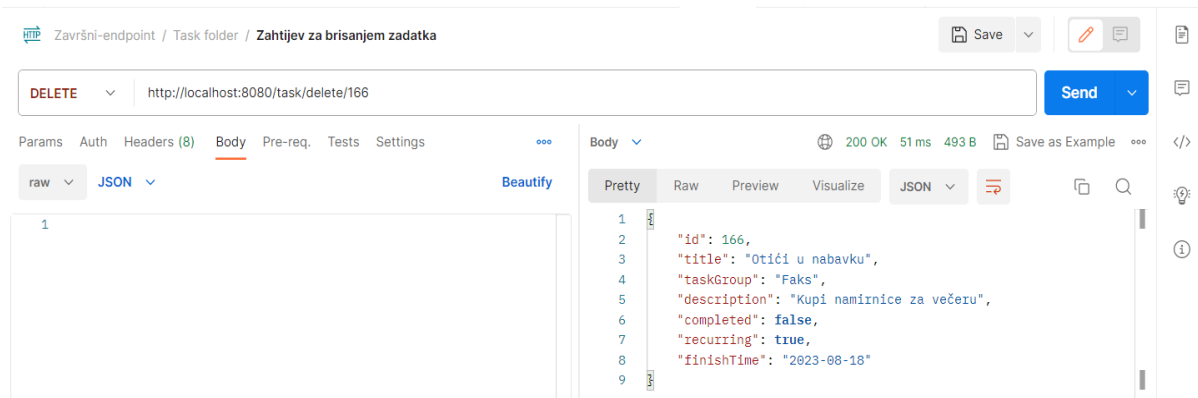 HTTP Završni-endpoint / Task folder / Zahtijev za brisanjem zadatka Save
DELETE http://localhost:8080/task/delete/166 Send
Params Auth Headers (8) Body Pre-req. Tests Settings
Body 200 OK 51 ms 493 B Save as Example
raw JSON Beautify
Pretty Raw Preview Visualize JSON
1
1 {
2 "id": 166,
3 "title": "Otići u nabavku",
4 "taskGroup": "Faks",
5 "description": "Kupi namirnice za večeru",
6 "completed": false,
7 "recurring": true,
8 "finishTime": "2023-08-18"
9 }